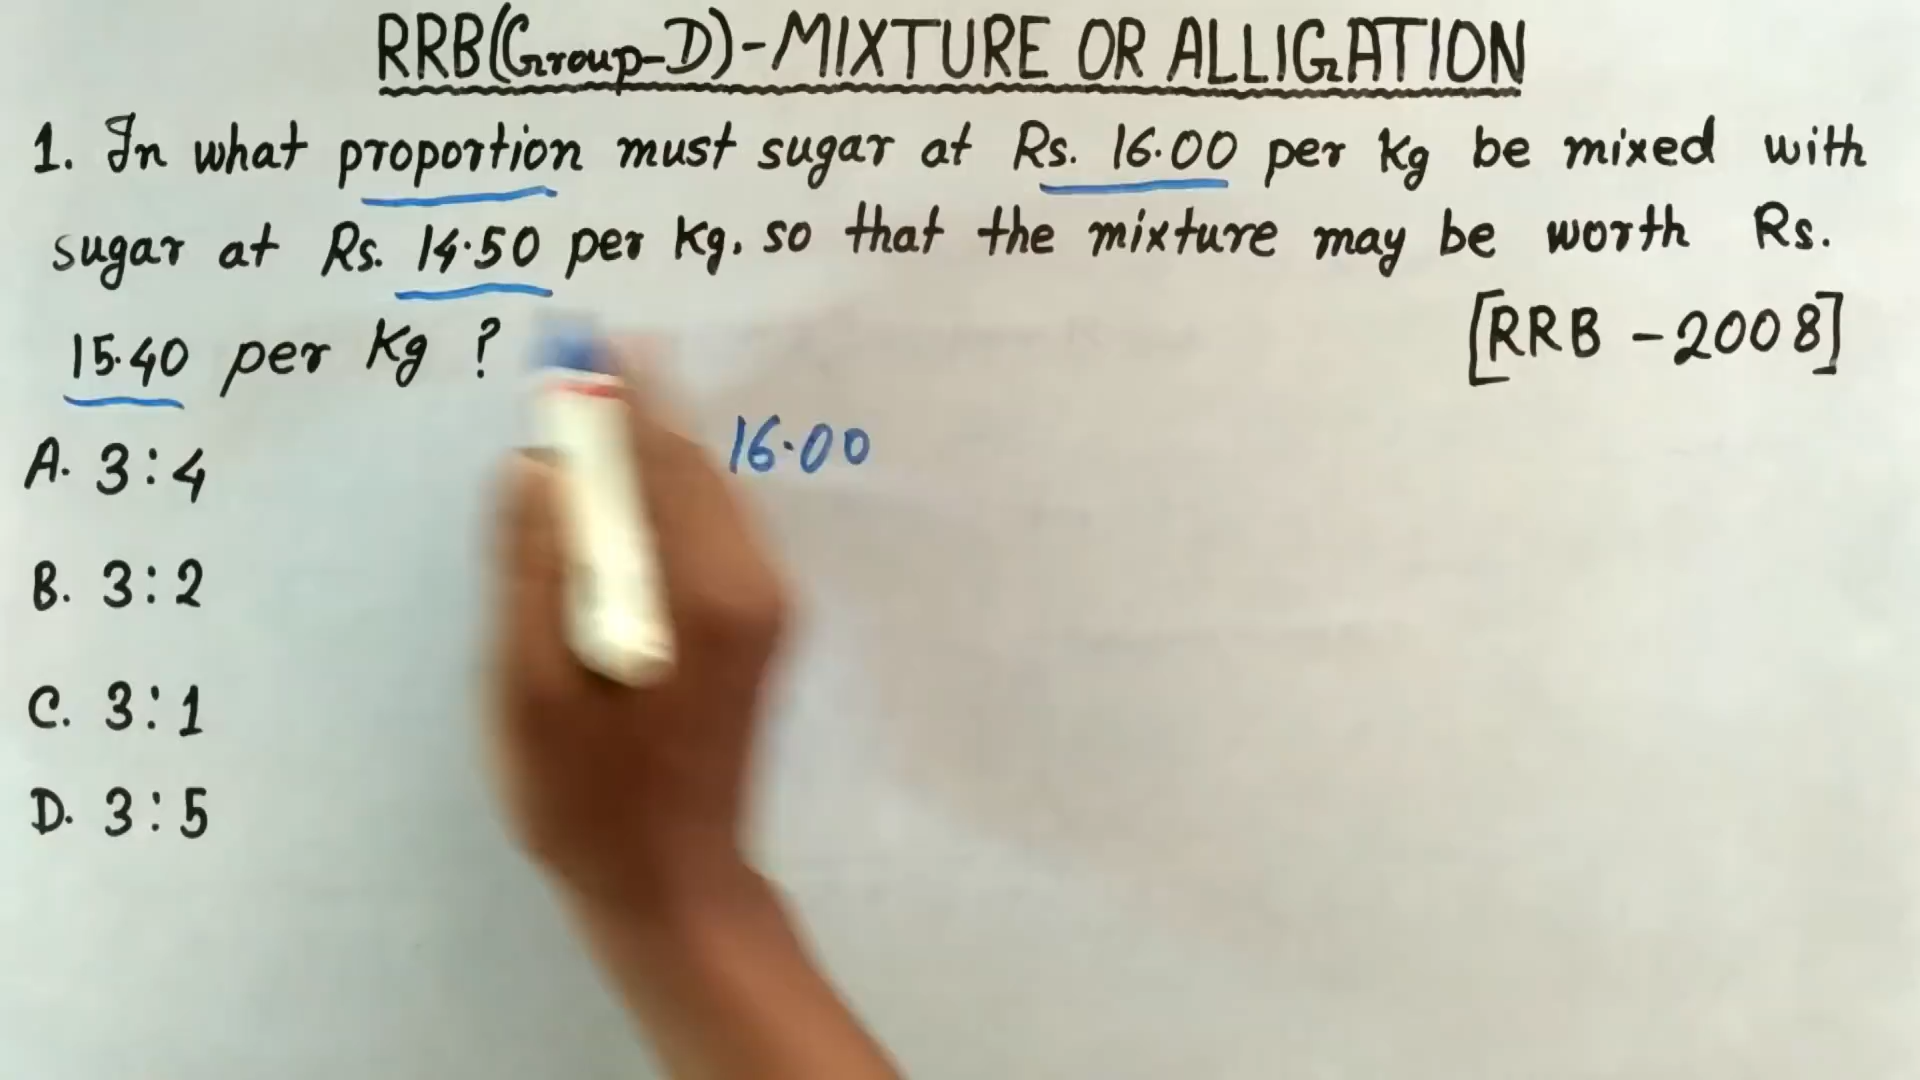 RRB(Group-D)-MIXTURE OR ALLIGATION
1. In what proportion must sugar at Rs. 16.00 per kg be mixed with
sugar at Rs. 14.50 per kg, so that the mixture may be worth Rs.
15.40 per kg ?
[RRB - 2008]
16.00
A. 3:4
B. 3:2
C. 3:1
D. 3:5